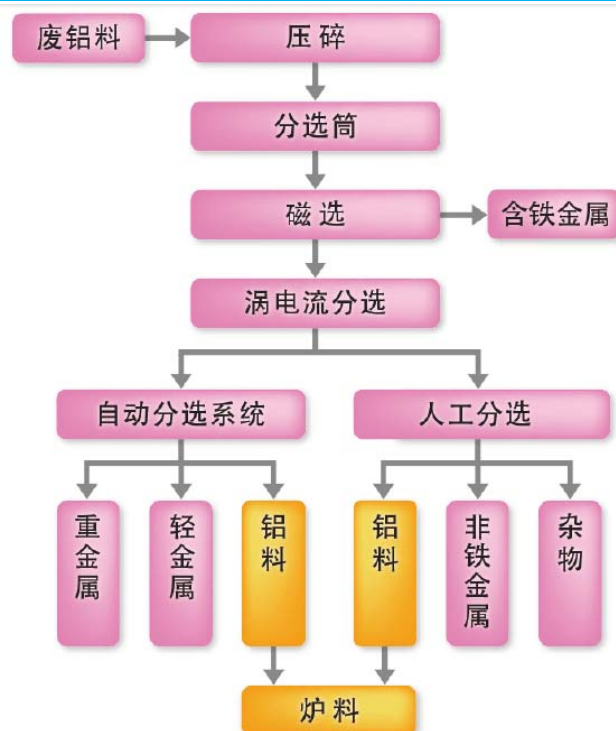 废铝料
压碎
分选筒
磁选
含铁金属
涡电流分选
自动分选系统
人工分选
重金属
轻金属
铝料
铝料
非铁金属
杂物
炉料